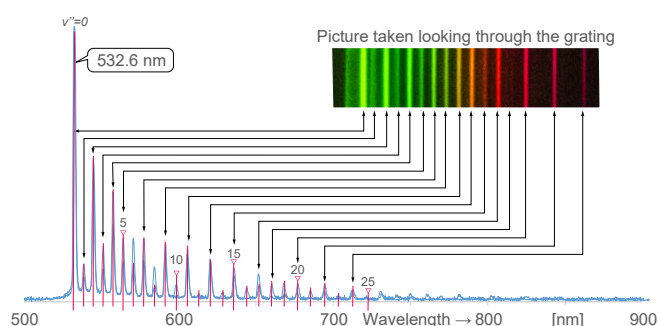 v''=0
Picture taken looking through the grating
532.6 nm
5
10
15
20
25
500 600 700 Wavelength → 800 [nm] 900